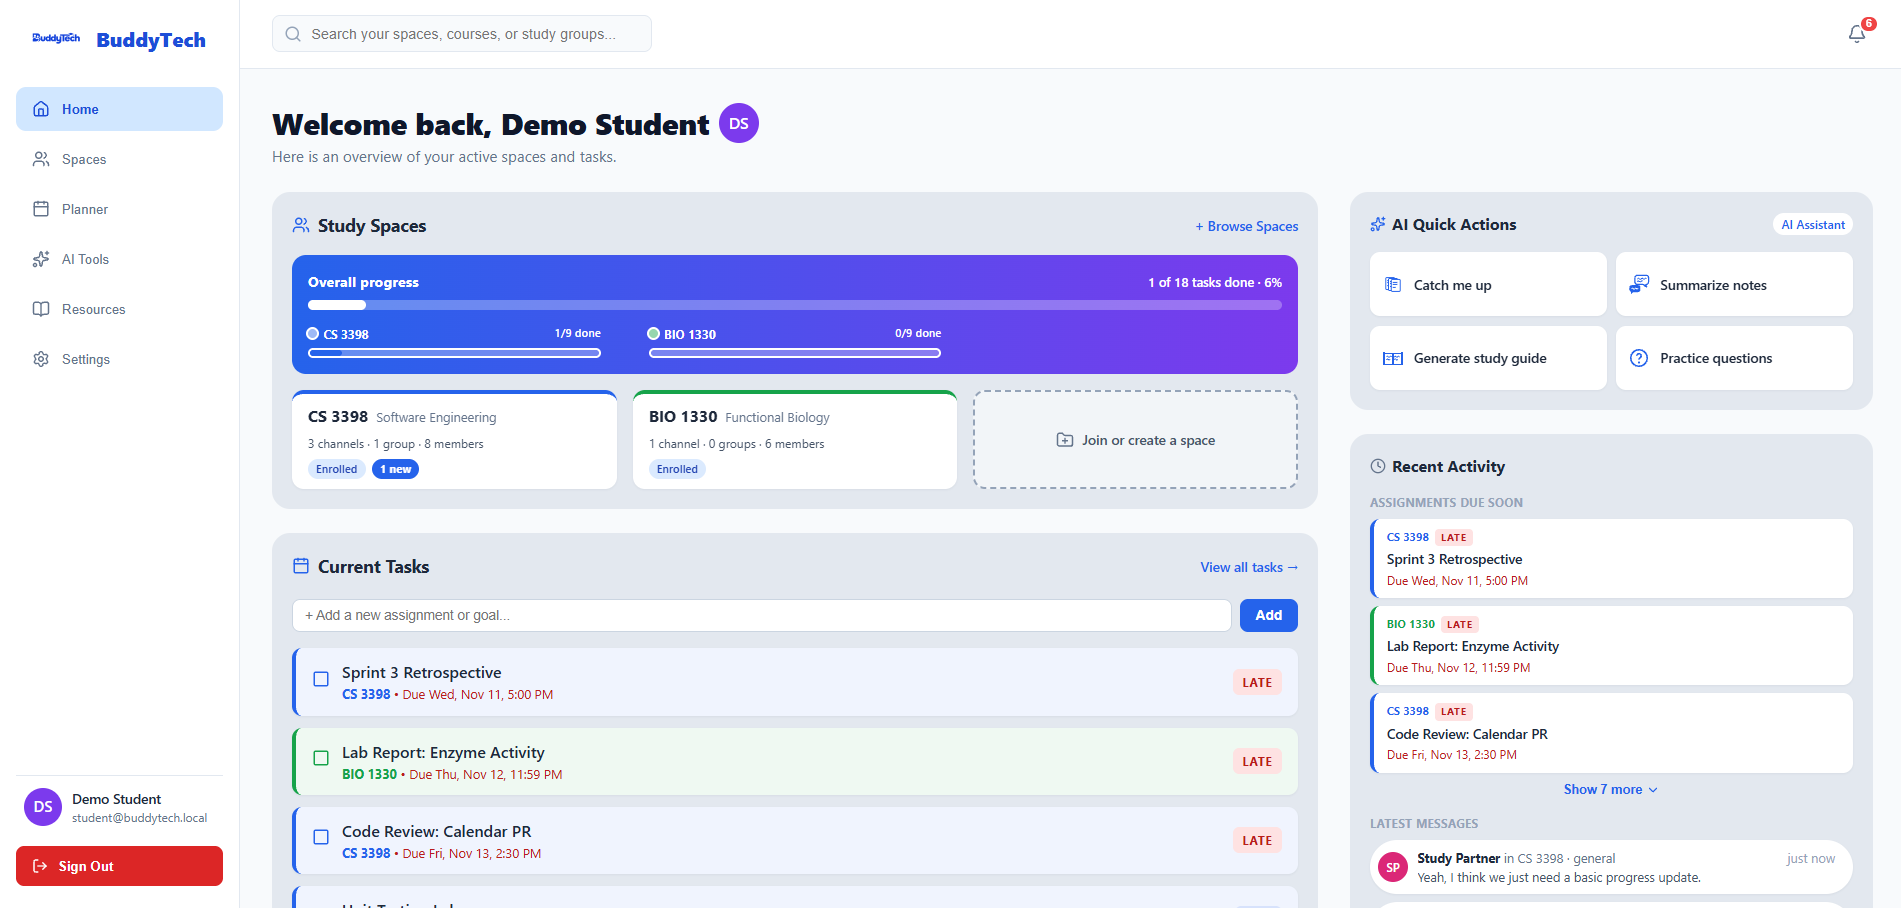 BuddyTech BuddyTech
Home
Spaces
Planner
AI Tools
Resources
Settings
DS
Demo Student
student@buddytech.local
Sign Out
Search your spaces, courses, or study groups...
6
Welcome back, Demo Student DS
Here is an overview of your active spaces and tasks.
Study Spaces
+ Browse Spaces
Overall progress
1 of 18 tasks done · 6%
CS 3398 1/9 done
BIO 1330 0/9 done
CS 3398 Software Engineering
3 channels · 1 group · 8 members
Enrolled 1 new
BIO 1330 Functional Biology
1 channel · 0 groups · 6 members
Enrolled
Join or create a space
Current Tasks
View all tasks →
+ Add a new assignment or goal...
Add
Sprint 3 Retrospective
CS 3398 • Due Wed, Nov 11, 5:00 PM
LATE
Lab Report: Enzyme Activity
BIO 1330 • Due Thu, Nov 12, 11:59 PM
LATE
Code Review: Calendar PR
CS 3398 • Due Fri, Nov 13, 2:30 PM
LATE
AI Quick Actions
AI Assistant
Catch me up
Summarize notes
Generate study guide
Practice questions
Recent Activity
ASSIGNMENTS DUE SOON
CS 3398 LATE
Sprint 3 Retrospective
Due Wed, Nov 11, 5:00 PM
BIO 1330 LATE
Lab Report: Enzyme Activity
Due Thu, Nov 12, 11:59 PM
CS 3398 LATE
Code Review: Calendar PR
Due Fri, Nov 13, 2:30 PM
Show 7 more
LATEST MESSAGES
SP
Study Partner in CS 3398 · general
just now
Yeah, I think we just need a basic progress update.